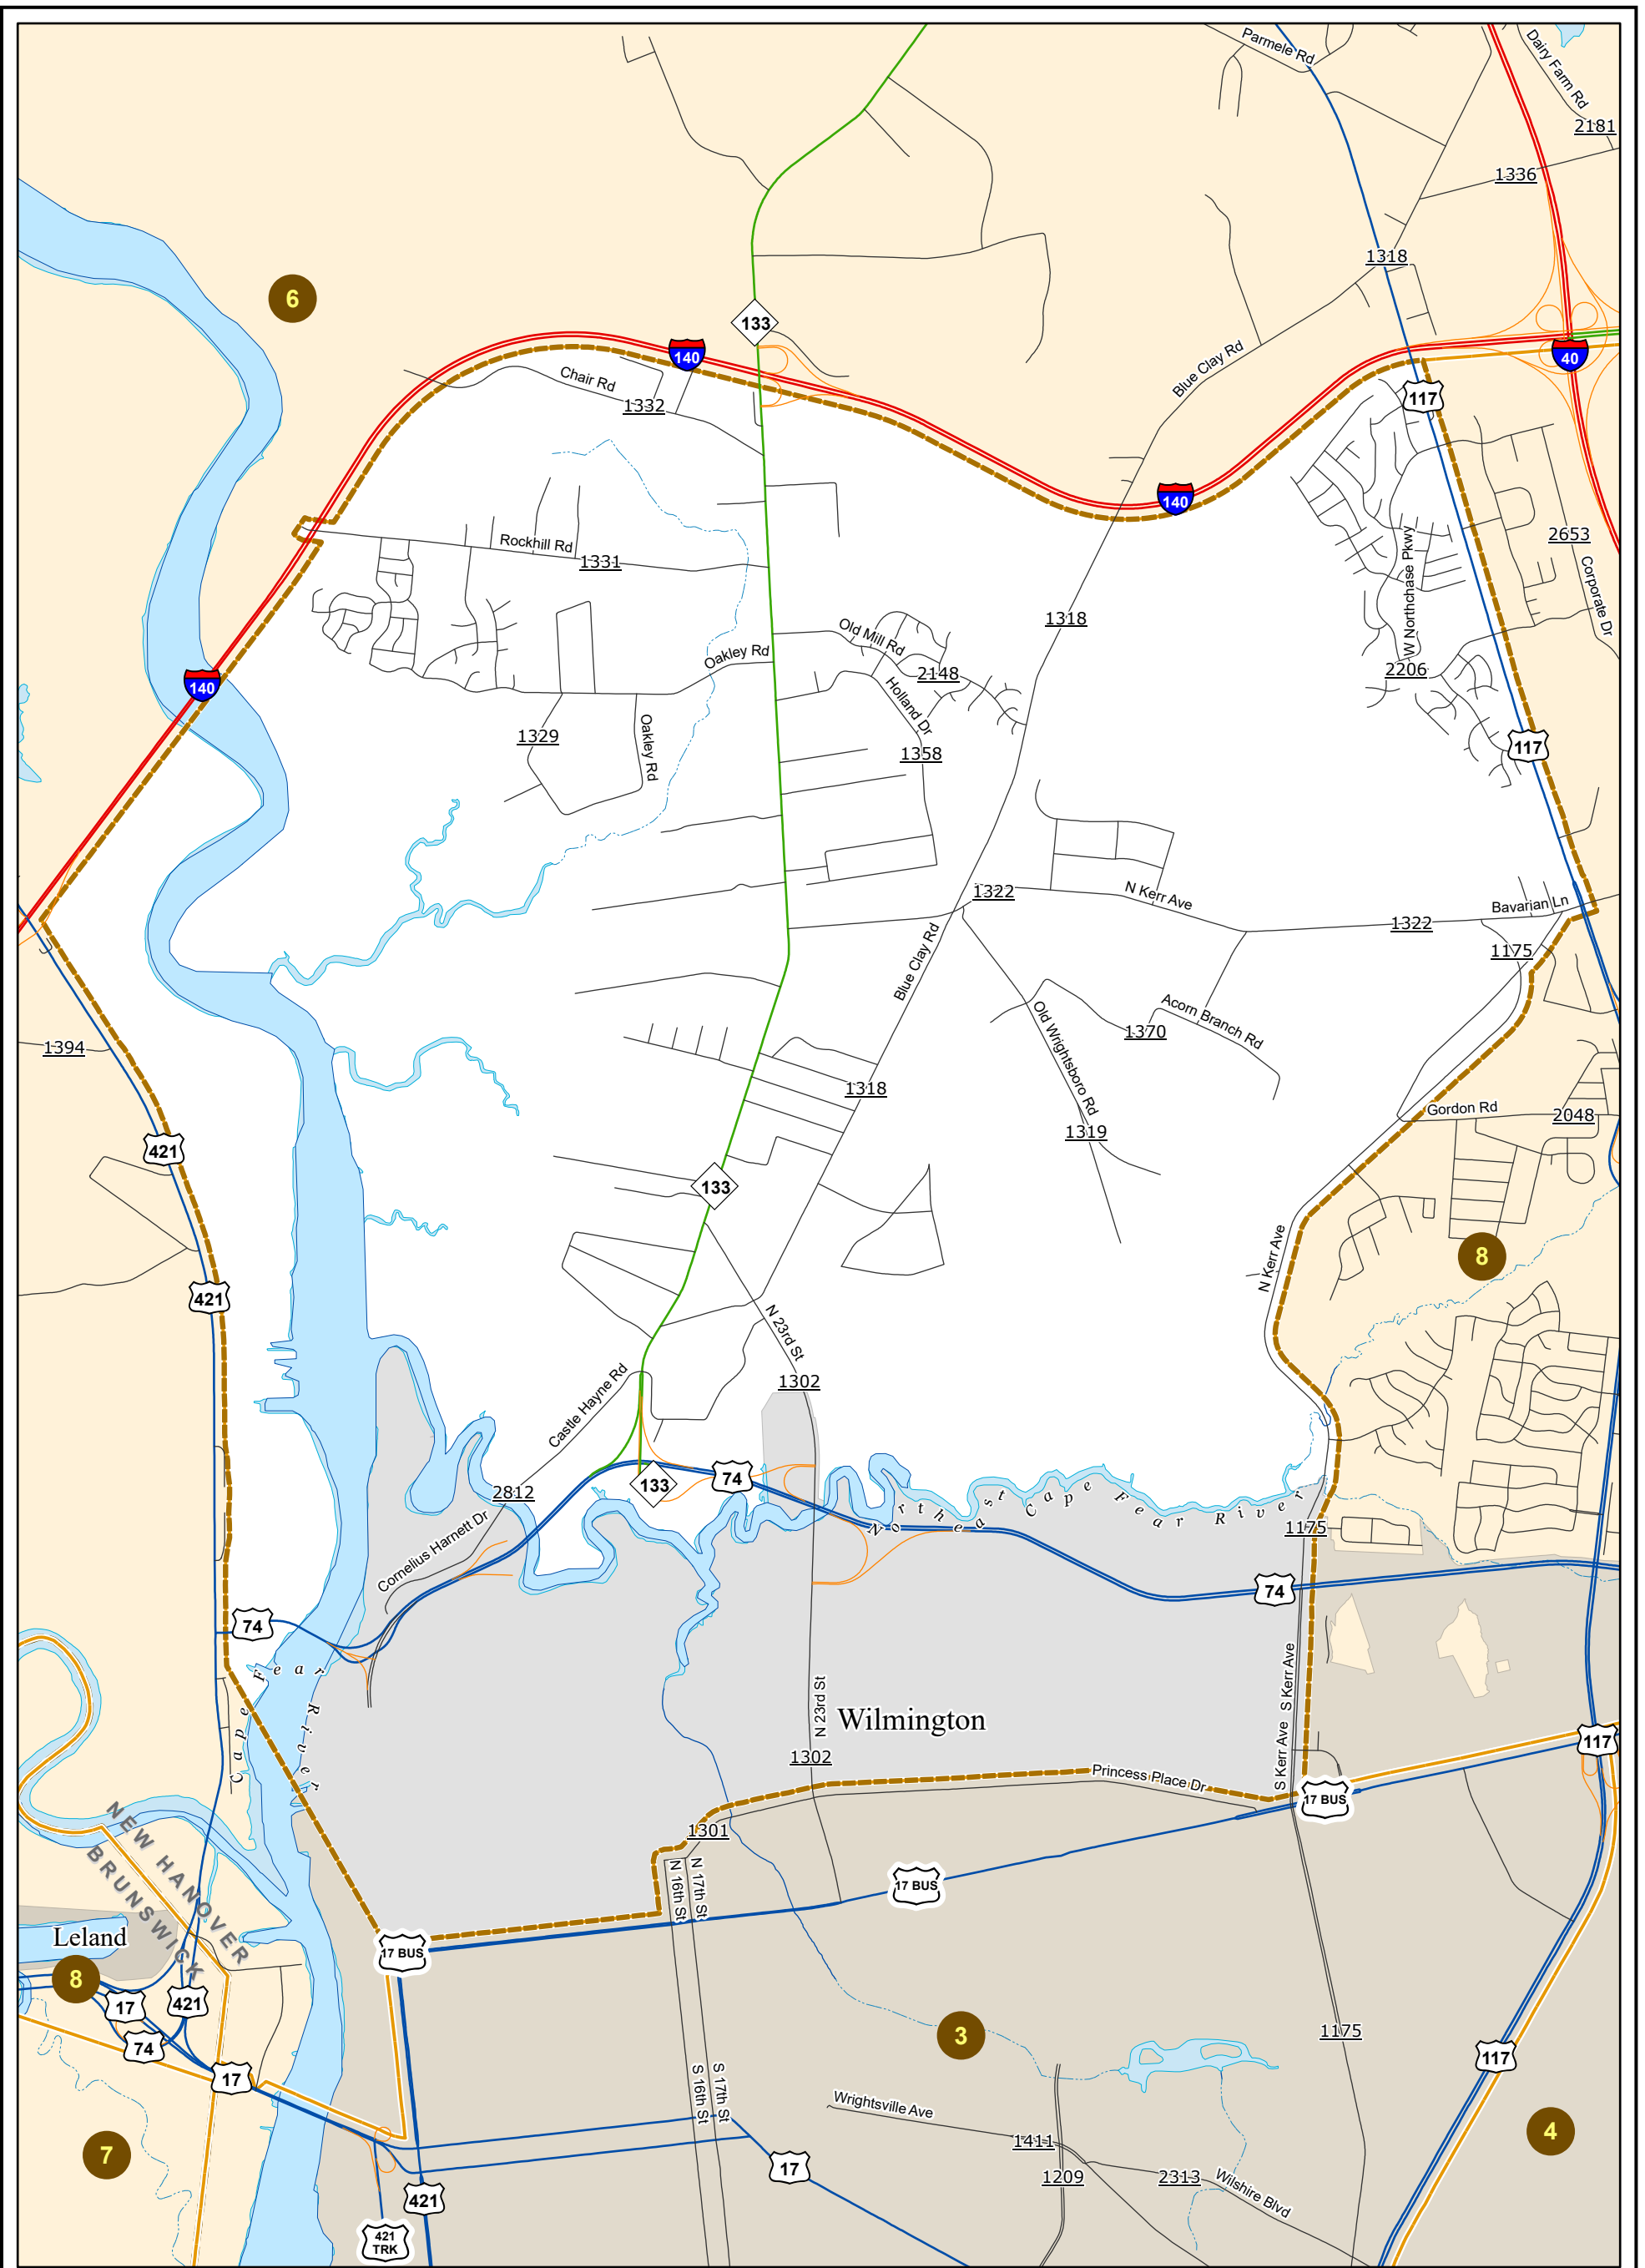 Parmele Rd
Dairy Farm Rd
2181
1336
1318
6
133
140
40
Chair Rd
1332
Blue Clay Rd
117
140
Rockhill Rd
1331
W Northchase Pkwy
2653
Corporate Dr
1318
Old Mill Rd
Oakley Rd
2148
2206
140
Holland Dr
1329
Oakley Rd
1358
117
1322
N Kerr Ave
1322
Bavarian Ln
Blue Clay Rd
1175
Old Wrightsboro Rd
Acorn Branch Rd
1370
1394
1318
Gordon Rd
2048
1319
421
133
N Kerr Ave
8
421
N 23rd St
1302
Castle Hayne Rd
74
133
2812
Northeast Cape Fear River
1175
Cornelius Harnett Dr
74
74
Cape Fear River
N 23rd St
S Kerr Ave
S Kerr Ave
Wilmington
117
1302
Princess Place Dr
17 BUS
1301
NEW HANOVER
BRUNSWICK
N 16th St
N 17th St
17 BUS
Leland
17 BUS
8
17
421
74
17
3
1175
117
S 16th St
S 17th St
Wrightsville Ave
4
7
1411
17
1209
2313
Wilshire Blvd
421
421
TRK